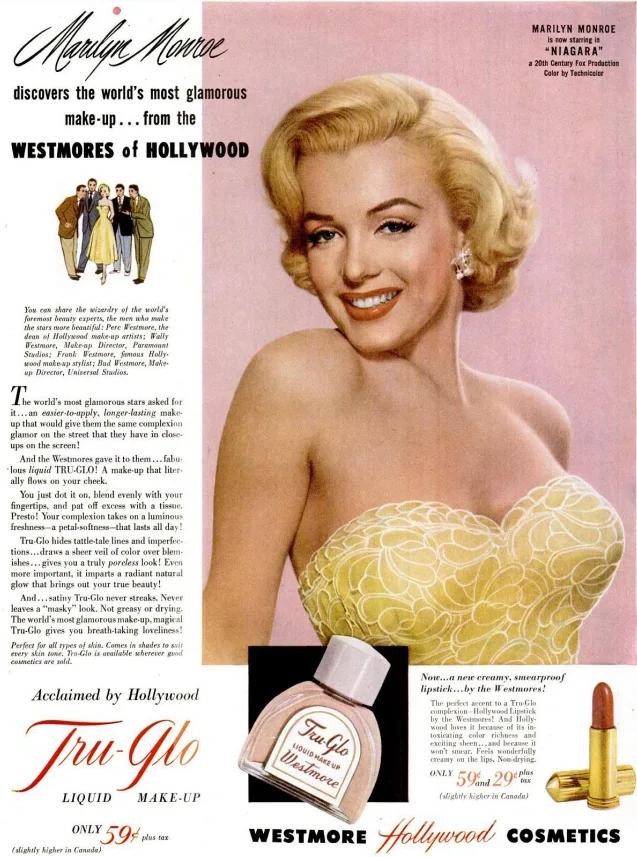 Marilyn Monroe
discovers the world's most glamorous
make-up...from the
WESTMORES of HOLLYWOOD
MARILYN MONROE
is now starring in
"NIAGARA"
a 20th Century Fox Production
Color by Technicolor
You can share the wizardry of the world's
foremost beauty experts, the men who make
the stars more beautiful: Perc Westmore, the
dean of Hollywood make-up artists; Wally
Westmore, Make-up Director, Paramount
Studios; Frank Westmore, famous Holly-
wood make-up stylist; Bud Westmore, Make-
up Director, Universal Studios.
The world's most glamorous stars asked for
it...an easier-to-apply, longer-lasting make-
up that would give them the same complexion
glamor on the street that they have in close-
ups on the screen!
And the Westmores gave it to them...fabu-
lous liquid TRU-GLO! A make-up that liter-
ally flows on your cheek.
You just dot it on, blend evenly with your
fingertips, and pat off excess with a tissue.
Presto! Your complexion takes on a luminous
freshness—a petal-softness—that lasts all day!
Tru-Glo hides tattle-tale lines and imperfec-
tions...draws a sheer veil of color over blem-
ishes...gives you a truly poreless look! Even
more important, it imparts a radiant natural
glow that brings out your true beauty!
And...satiny Tru-Glo never streaks. Never
leaves a "masky" look. Not greasy or drying.
The world's most glamorous make-up, magical
Tru-Glo gives you breath-taking loveliness!
Perfect for all types of skin. Comes in shades to suit
every skin tone. Tru-Glo is available wherever good
cosmetics are sold.
Acclaimed by Hollywood
Tru-Glo
LIQUID MAKE-UP
ONLY 59¢ plus tax
(slightly higher in Canada)
Tru-Glo
LIQUID MAKE UP
Westmore
Now...a new creamy, smearproof
lipstick...by the Westmores!
The perfect accent to a Tru-Glo
complexion—Hollywood Lipstick
by the Westmores! And Holly-
wood loves it because of its in-
toxicating color richness and
exciting sheen...and because it
won't smear. Feels wonderfully
creamy on the lips. Non-drying.
ONLY 59¢ and 29¢ plus tax
(slightly higher in Canada)
WESTMORE Hollywood COSMETICS